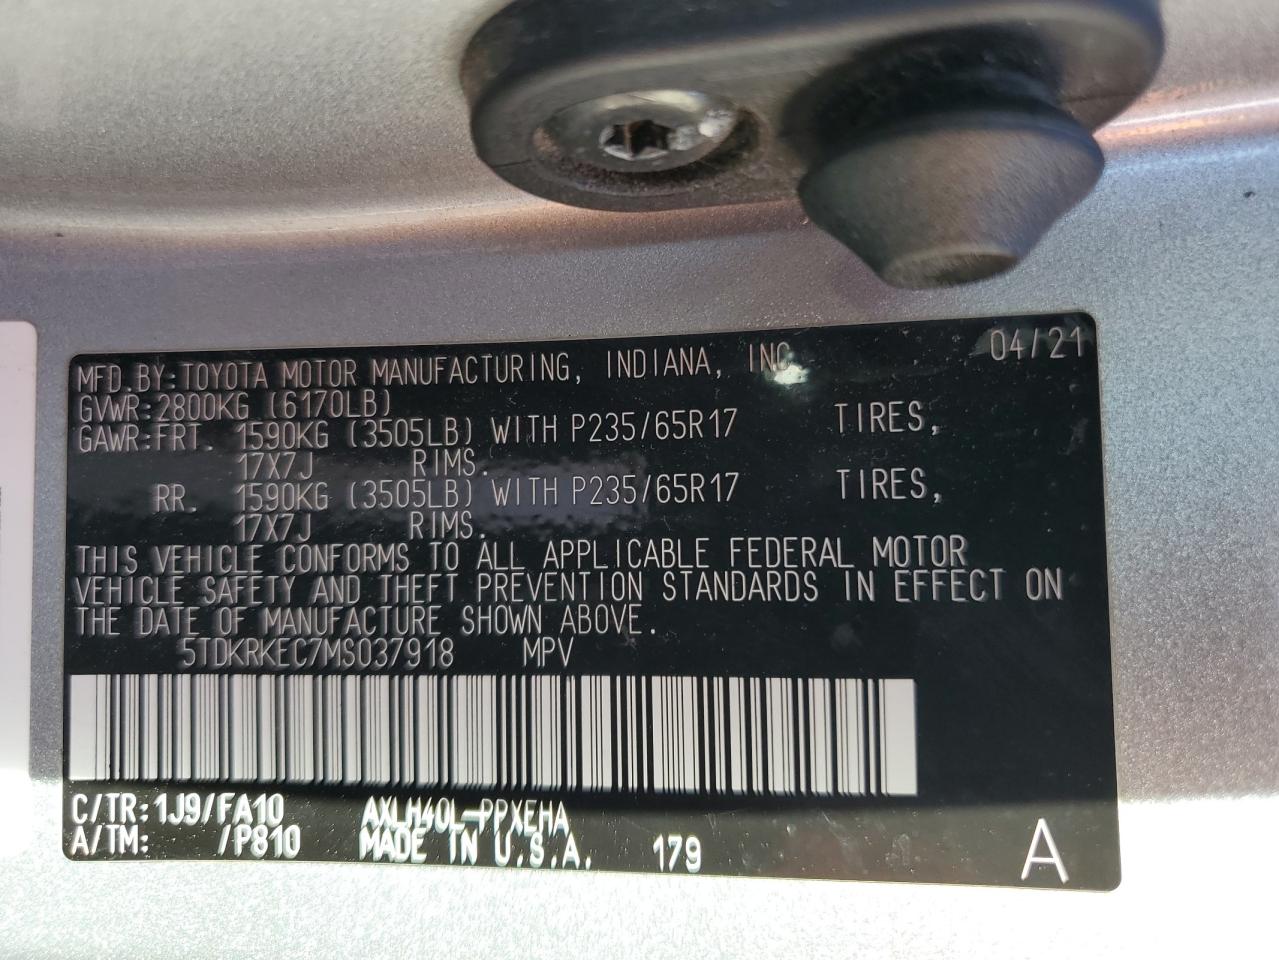 MFD.BY:TOYOTA MOTOR MANUFACTURING, INDIANA, INC. 04/21
GVWR:2800KG (6170LB)
GAWR:FRT. 1590KG (3505LB) WITH P235/65R17 TIRES,
17X7J RIMS.
RR. 1590KG (3505LB) WITH P235/65R17 TIRES,
17X7J RIMS.
THIS VEHICLE CONFORMS TO ALL APPLICABLE FEDERAL MOTOR
VEHICLE SAFETY AND THEFT PREVENTION STANDARDS IN EFFECT ON
THE DATE OF MANUFACTURE SHOWN ABOVE.
5TDKRKEC7MS037918 MPV
C/TR:1J9/FA10 AXLH40L-PPXEHA
A/TM: /P810 MADE IN U.S.A. 179 A